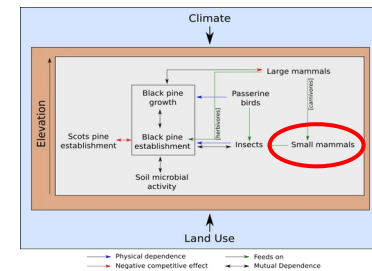 Climate
Elevation
Large mammals
Black pine
growth
Passerine
birds
[herbivores]
[carnivores]
Scots pine
establishment
Black pine
establishment
Insects
Small mammals
Soil microbial
activity
Land Use
Physical dependence
Feeds on
Negative competitive effect
Mutual Dependence